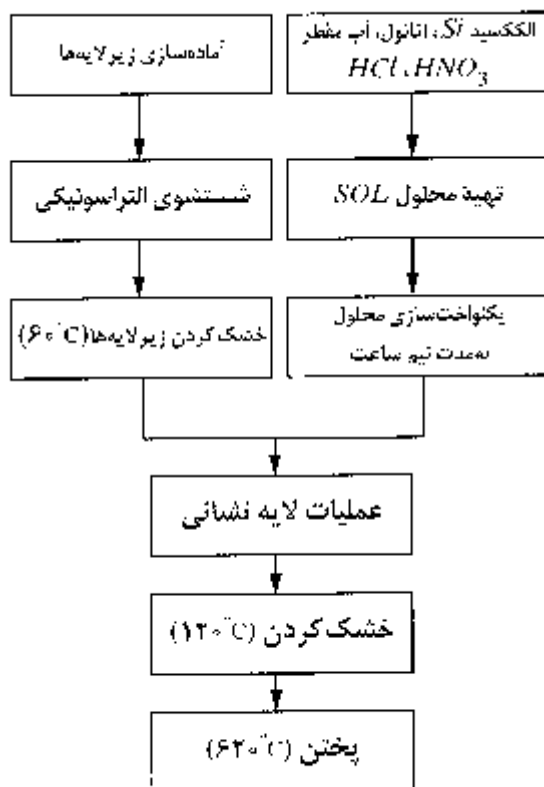 الککسید Si، اتانول، آب مقطر
HCl، HNO₃
تهیهٔ محلول SOL
یکنواخت‌سازی محلول
به‌مدت نیم ساعت
آماده‌سازی زیرلایه‌ها
شستشوی التراسونیکی
خشک کردن زیرلایه‌ها (۶۰°C)
عملیات لایه نشانی
خشک کردن (۱۲۰°C)
پختن (۶۲۰°C)